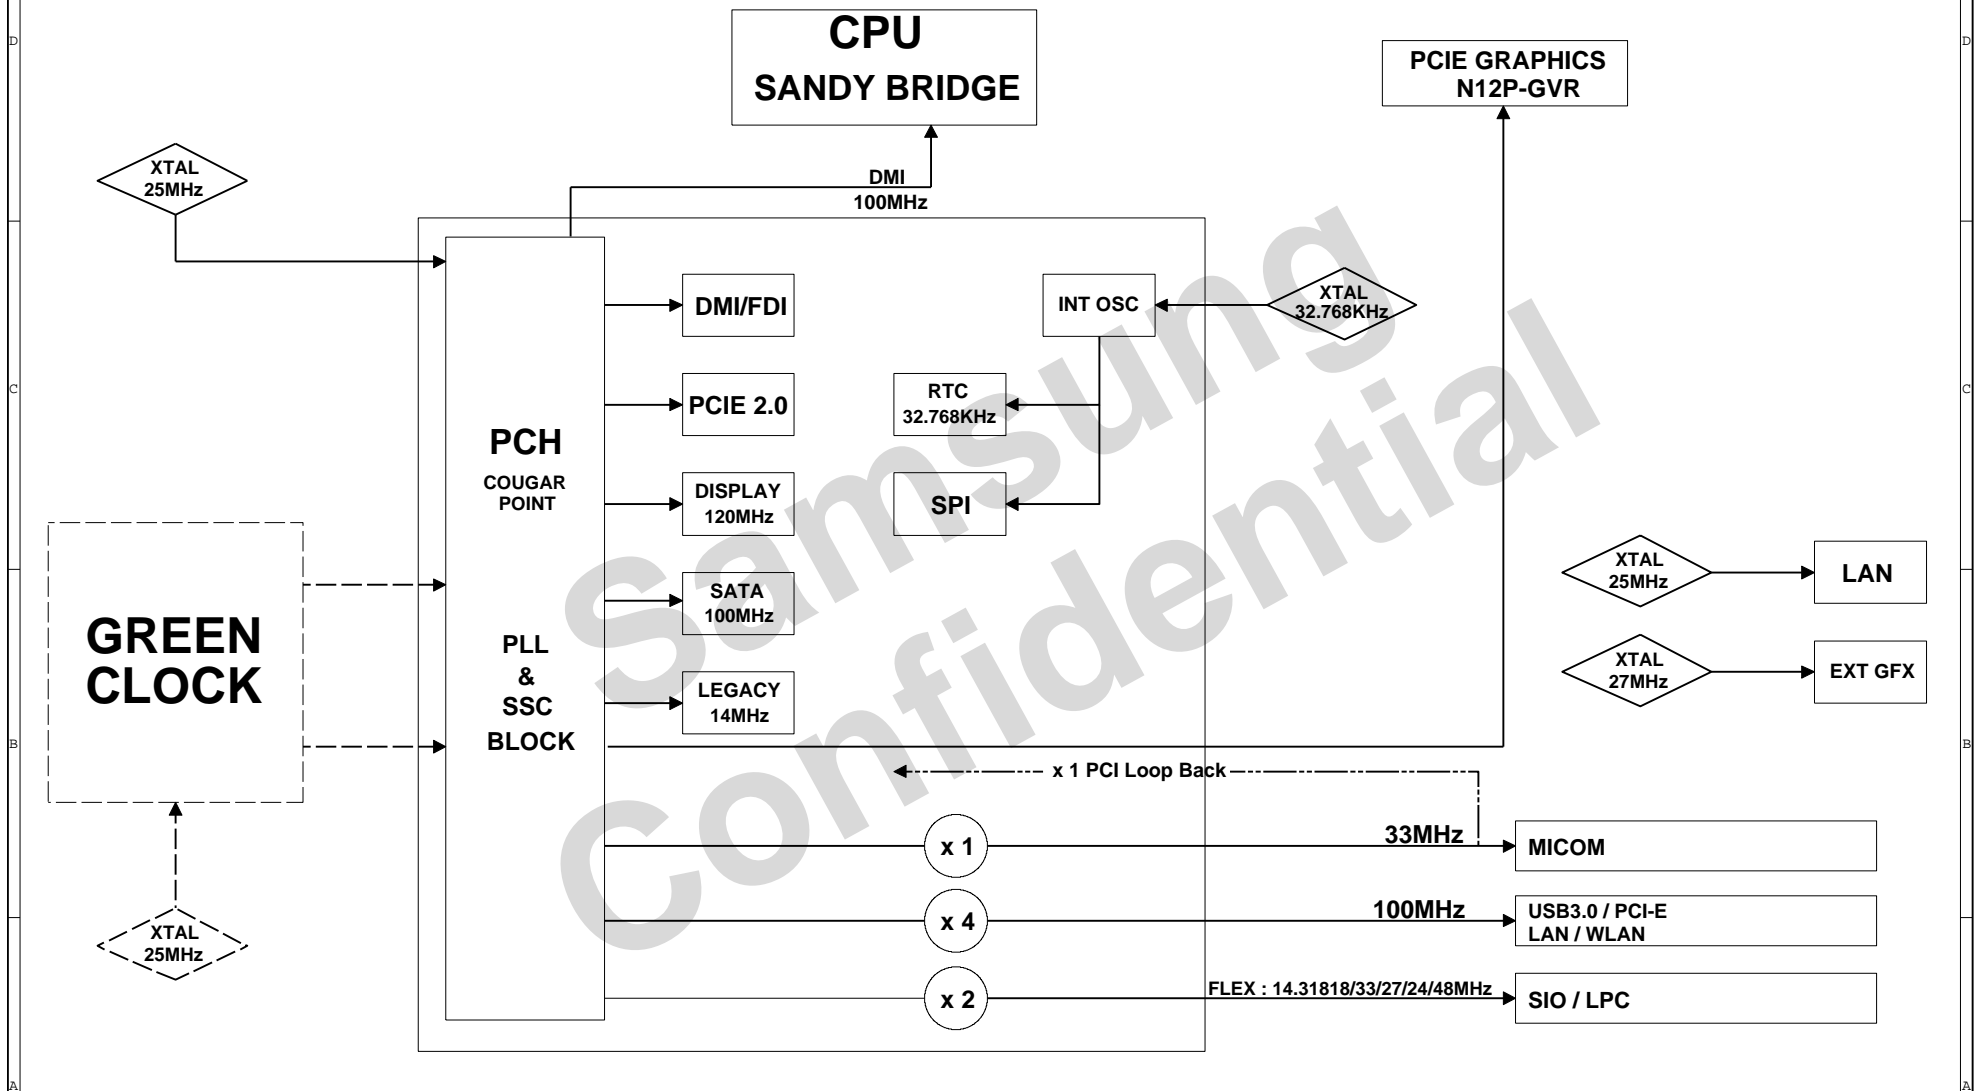 D
D
CPU
SANDY BRIDGE
PCIE GRAPHICS
N12P-GVR
XTAL
25MHz
DMI
100MHz
DMI/FDI
INT OSC
XTAL
32.768KHz
C
C
PCIE 2.0
RTC
32.768KHz
PCH
COUGAR
POINT
DISPLAY
120MHz
SPI
Samsung
Confidential
XTAL
25MHz
LAN
SATA
100MHz
GREEN
CLOCK
PLL
&
SSC
BLOCK
XTAL
27MHz
EXT GFX
LEGACY
14MHz
B
B
x 1 PCI Loop Back
x 1
33MHz
MICOM
x 4
100MHz
USB3.0 / PCI-E
LAN / WLAN
XTAL
25MHz
x 2
FLEX : 14.31818/33/27/24/48MHz
SIO / LPC
A
A